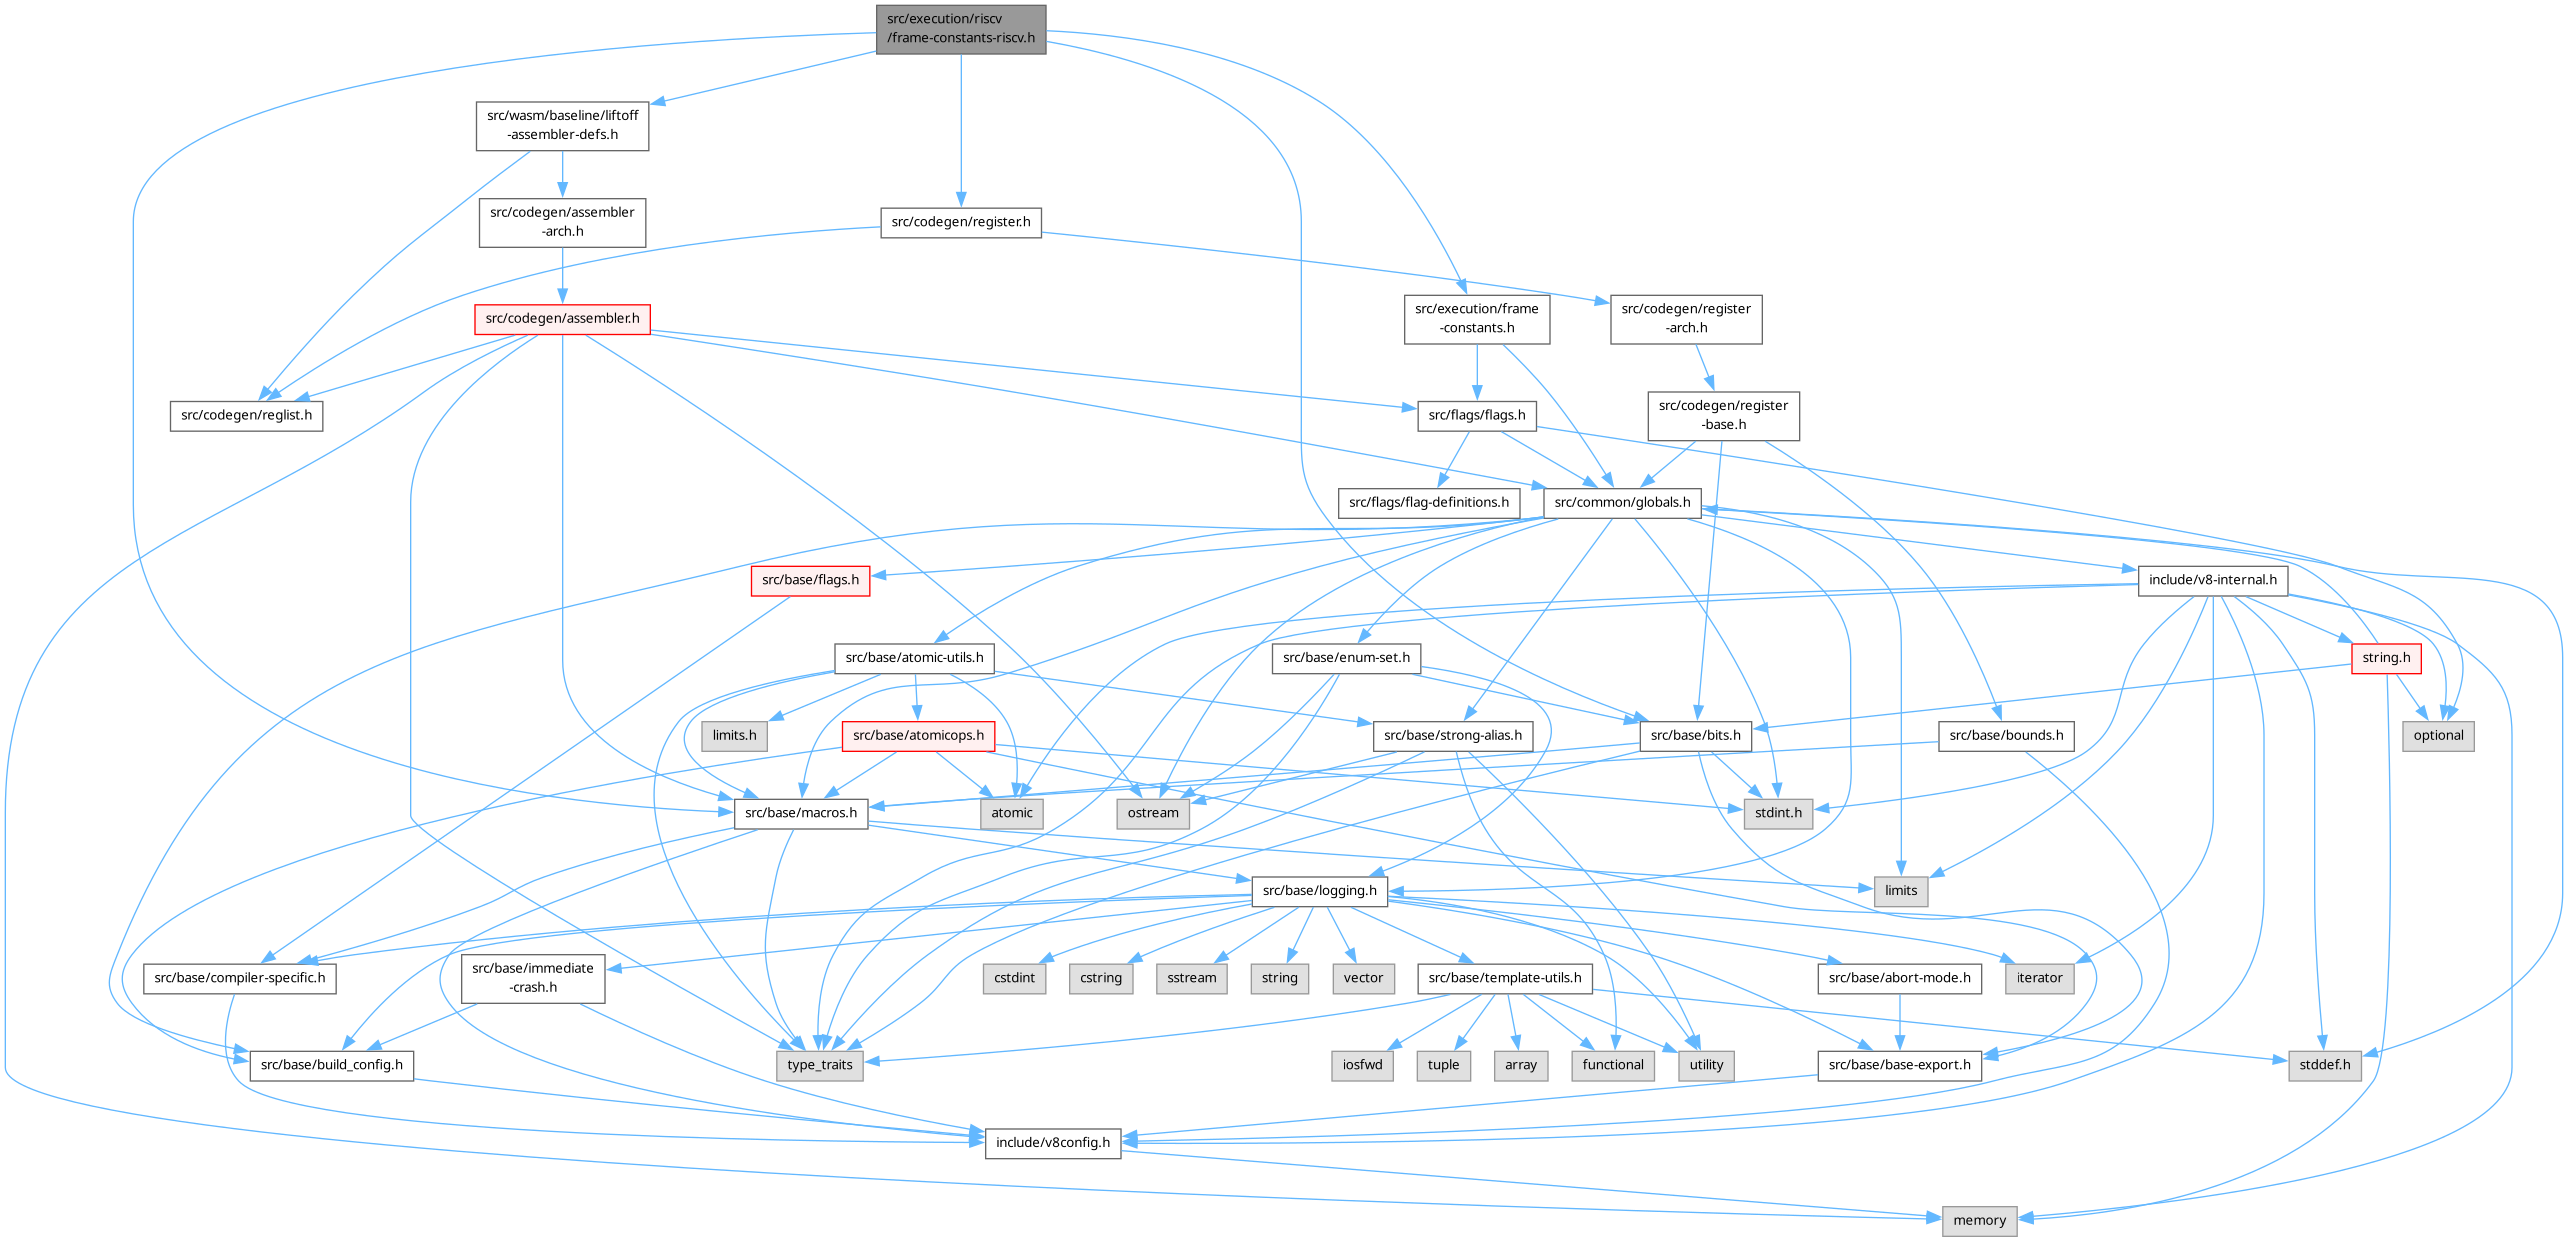 src/execution/riscv
/frame-constants-riscv.h
src/wasm/baseline/liftoff
-assembler-defs.h
src/codegen/assembler
-arch.h
src/codegen/register.h
src/codegen/assembler.h
src/execution/frame
-constants.h
src/codegen/register
-arch.h
src/codegen/reglist.h
src/flags/flags.h
src/codegen/register
-base.h
src/flags/flag-definitions.h
src/common/globals.h
src/base/flags.h
include/v8-internal.h
src/base/atomic-utils.h
src/base/enum-set.h
string.h
limits.h
src/base/atomicops.h
src/base/strong-alias.h
src/base/bits.h
src/base/bounds.h
optional
src/base/macros.h
atomic
ostream
stdint.h
src/base/logging.h
limits
src/base/compiler-specific.h
src/base/immediate
-crash.h
cstdint
cstring
sstream
string
vector
src/base/template-utils.h
src/base/abort-mode.h
iterator
src/base/build_config.h
type_traits
iosfwd
tuple
array
functional
utility
src/base/base-export.h
stddef.h
include/v8config.h
memory